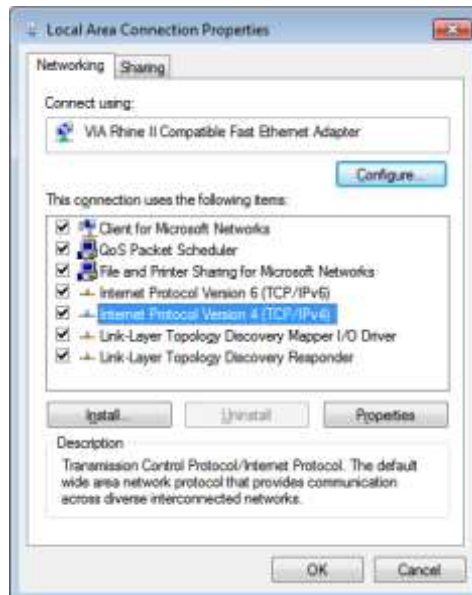 Local Area Connection Properties
Networking
Sharing
Connect using:
VIA Rhine II Compatible Fast Ethernet Adapter
Configure...
This connection uses the following items:
Client for Microsoft Networks
QoS Packet Scheduler
File and Printer Sharing for Microsoft Networks
Internet Protocol Version 6 (TCP/IPv6)
Internet Protocol Version 4 (TCP/IPv4)
Link-Layer Topology Discovery Mapper I/O Driver
Link-Layer Topology Discovery Responder
Install...
Uninstall
Properties
Description
Transmission Control Protocol/Internet Protocol. The default
wide area network protocol that provides communication
across diverse interconnected networks.
OK
Cancel